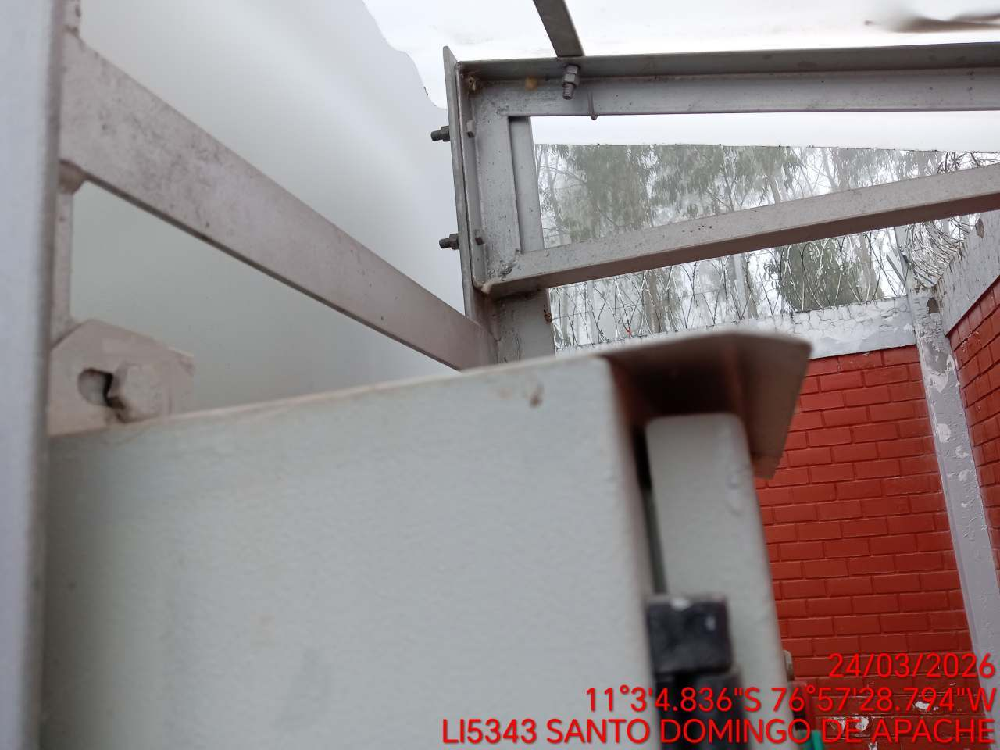 24/03/2026
11°3'4.836"S 76°57'28.794"W
LI5343 SANTO DOMINGO DE APACHE